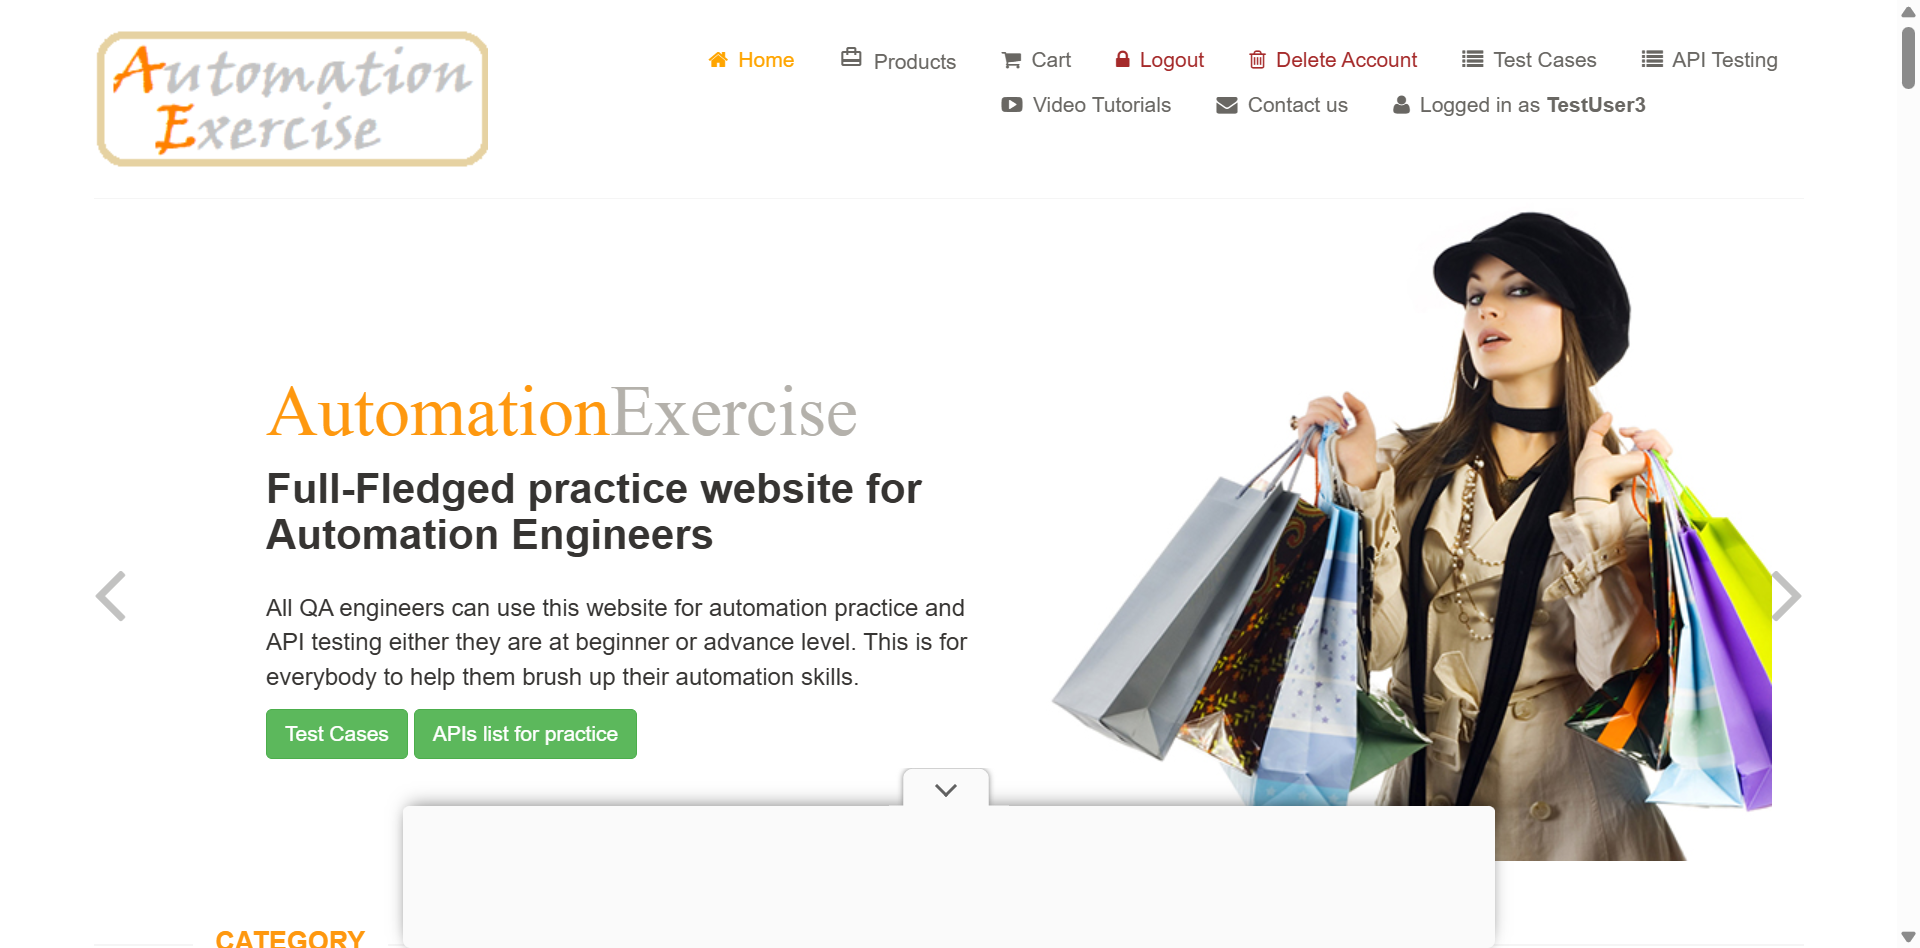 Automation
Exercise
Home Products Cart Logout Delete Account Test Cases API Testing
Video Tutorials Contact us Logged in as TestUser3
AutomationExercise
Full-Fledged practice website for
Automation Engineers
All QA engineers can use this website for automation practice and
API testing either they are at beginner or advance level. This is for
everybody to help them brush up their automation skills.
Test Cases APIs list for practice
CATEGORY